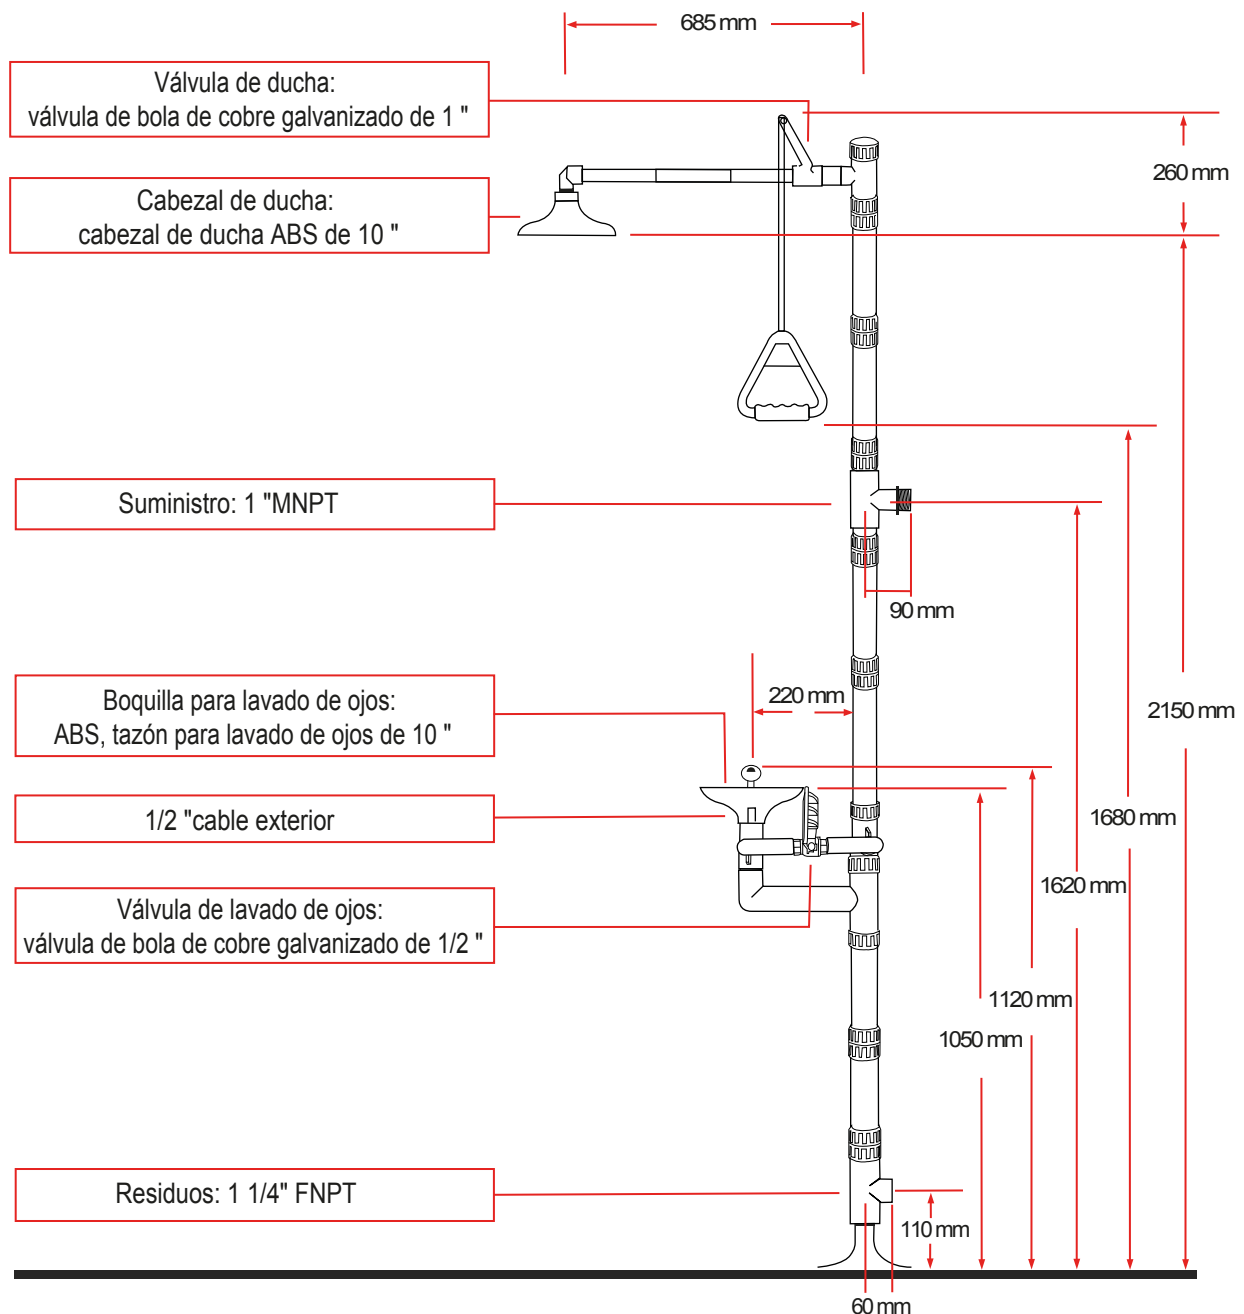 685 mm
Válvula de ducha:
válvula de bola de cobre galvanizado de 1 "
260 mm
Cabezal de ducha:
cabezal de ducha ABS de 10 "
Suministro: 1 "MNPT
90 mm
Boquilla para lavado de ojos:
ABS, tazón para lavado de ojos de 10 "
220 mm
2150 mm
1/2 "cable exterior
1680 mm
1620 mm
Válvula de lavado de ojos:
válvula de bola de cobre galvanizado de 1/2 "
1120 mm
1050 mm
Residuos: 1 1/4" FNPT
110 mm
60 mm